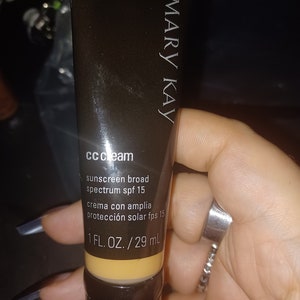 MARY KAY
cc cream
sunscreen broad
spectrum spf 15
crema con amplia
protección solar fps 15
1 FL. OZ. / 29 mL